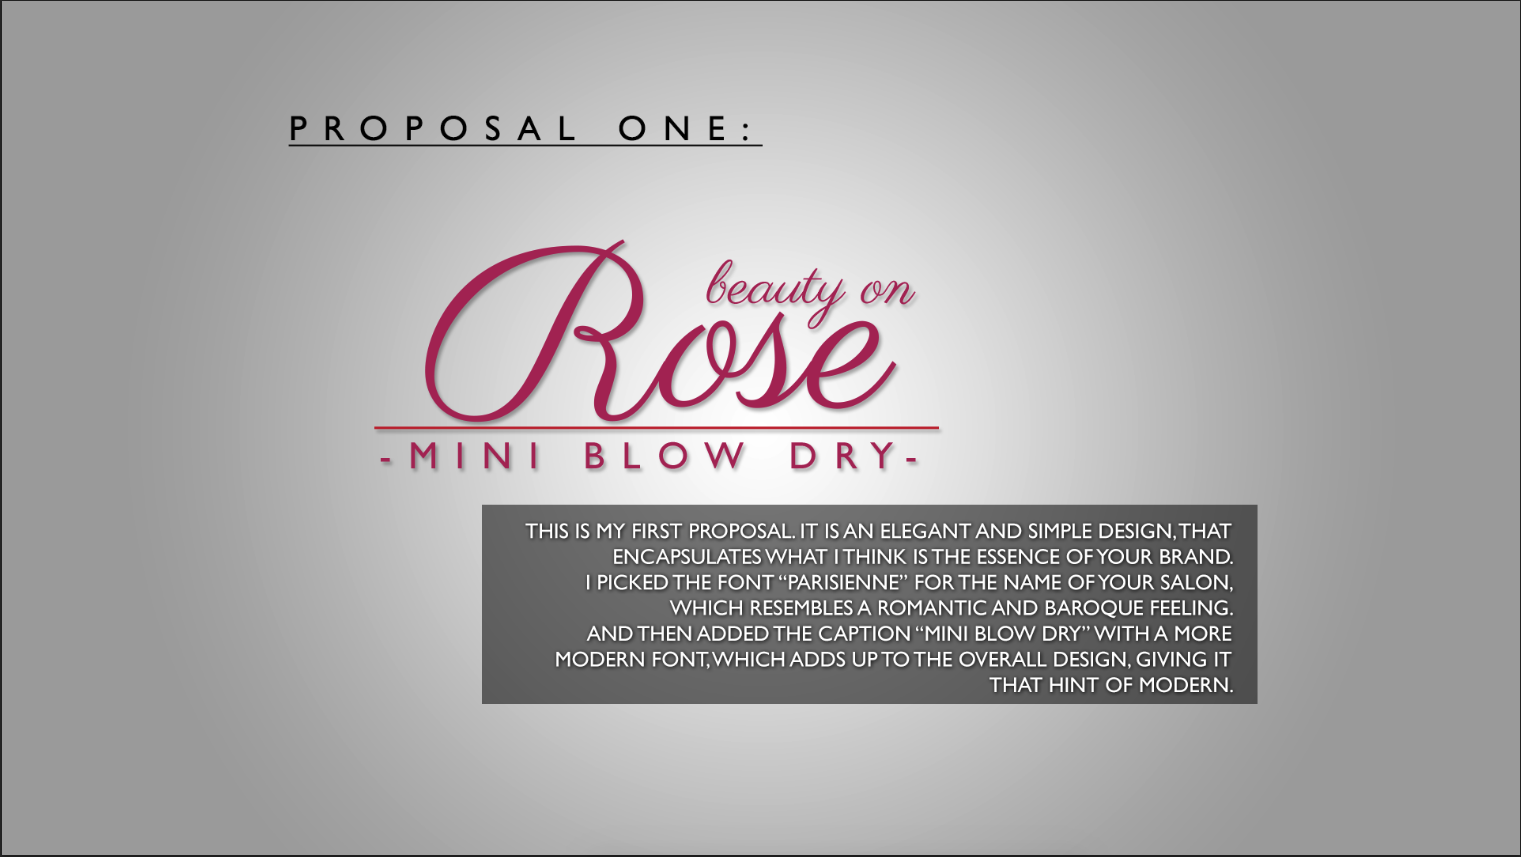 PROPOSAL ONE:
beauty on
Rose
-MINI BLOW DRY-
THIS IS MY FIRST PROPOSAL. IT IS AN ELEGANT AND SIMPLE DESIGN, THAT
ENCAPSULATES WHAT I THINK IS THE ESSENCE OF YOUR BRAND.
I PICKED THE FONT “PARISIENNE” FOR THE NAME OF YOUR SALON,
WHICH RESEMBLES A ROMANTIC AND BAROQUE FEELING.
AND THEN ADDED THE CAPTION “MINI BLOW DRY” WITH A MORE
MODERN FONT, WHICH ADDS UP TO THE OVERALL DESIGN, GIVING IT
THAT HINT OF MODERN.